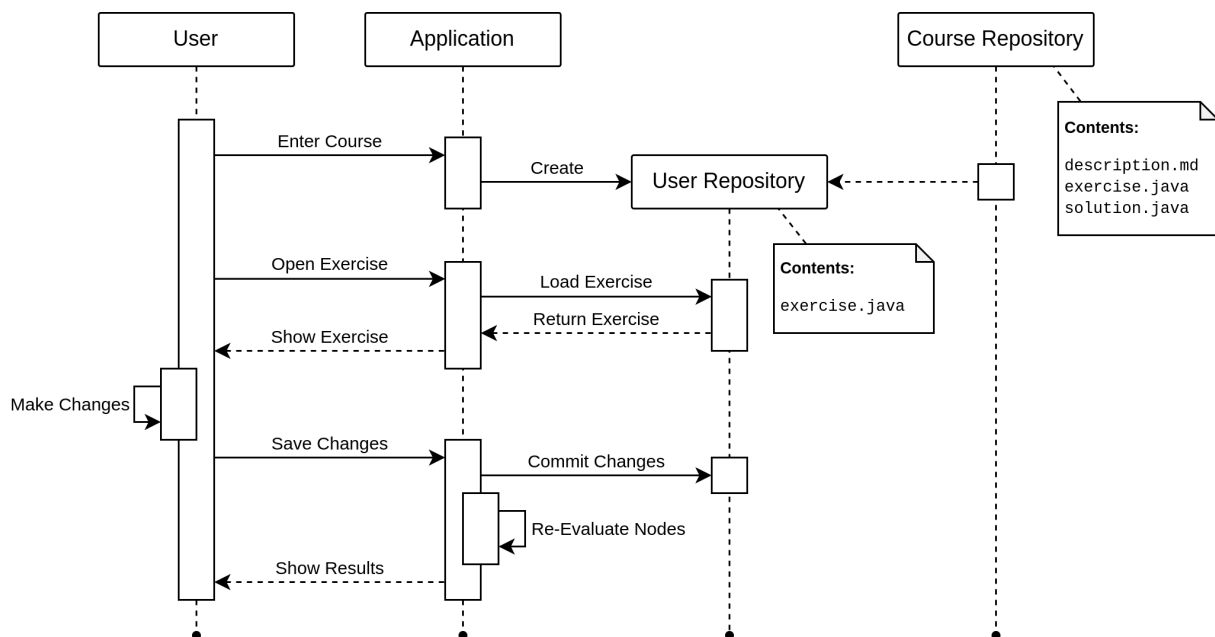 User
Application
Course Repository
Contents:
description.md
exercise.java
solution.java
Enter Course
Create
User Repository
Contents:
exercise.java
Open Exercise
Load Exercise
Return Exercise
Show Exercise
Make Changes
Save Changes
Commit Changes
Re-Evaluate Nodes
Show Results